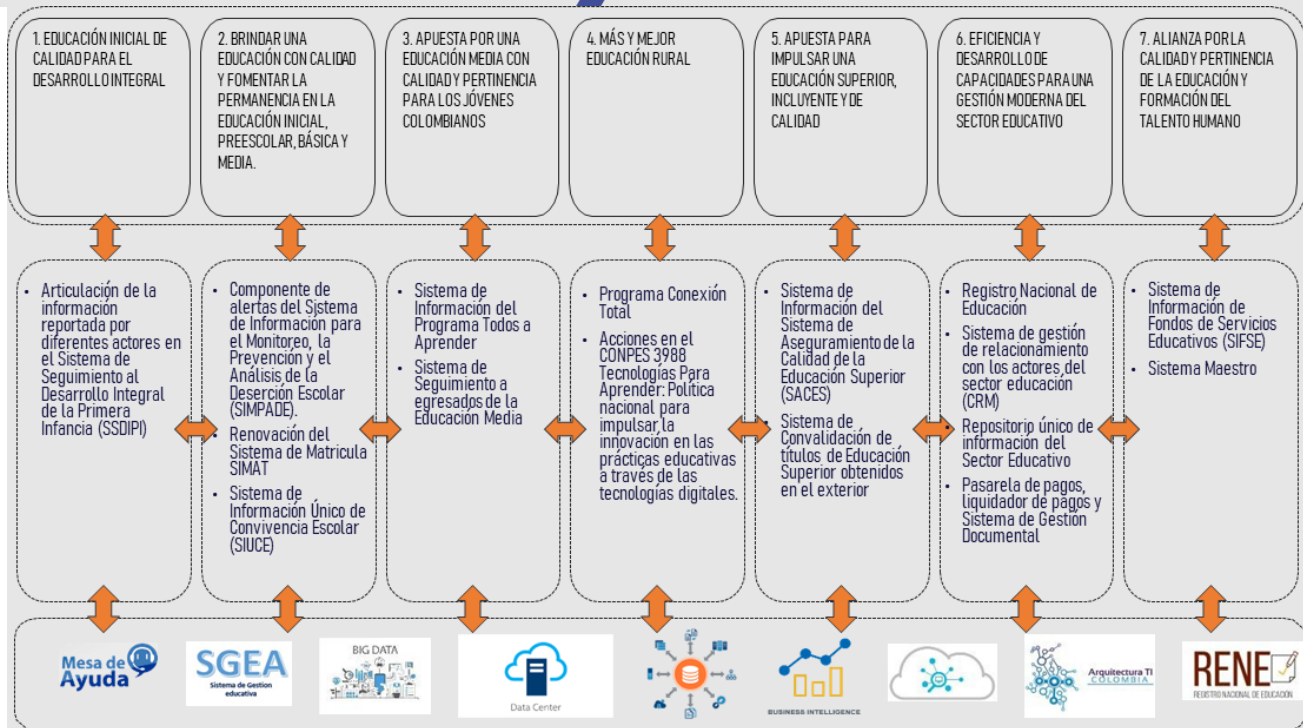 1. EDUCACIÓN INICIAL DE
CALIDAD PARA EL
DESARROLLO INTEGRAL
2. BRINDAR UNA
EDUCACIÓN CON CALIDAD
Y FOMENTAR LA
PERMANENCIA EN LA
EDUCACIÓN INICIAL,
PREESCOLAR, BÁSICA Y
MEDIA.
3. APUESTA POR UNA
EDUCACIÓN MEDIA CON
CALIDAD Y PERTINENCIA
PARA LOS JÓVENES
COLOMBIANOS
4. MÁS Y MEJOR
EDUCACIÓN RURAL
5. APUESTA PARA
IMPULSAR UNA
EDUCACIÓN SUPERIOR,
INCLUYENTE Y DE
CALIDAD
6. EFICIENCIA Y
DESARROLLO DE
CAPACIDADES PARA UNA
GESTIÓN MODERNA DEL
SECTOR EDUCATIVO
7. ALIANZA POR LA
CALIDAD Y PERTINENCIA
DE LA EDUCACIÓN Y
FORMACIÓN DEL
TALENTO HUMANO
• Articulación de la
información
reportada por
diferentes actores en
el Sistema de
Seguimiento al
Desarrollo Integral
de la Primera
Infancia (SSDIPI)
• Componente de
alertas del Sistema
de Información para
el Monitoreo, la
Prevención y el
Análisis de la
Deserción Escolar
(SIMPADE).
• Renovación del
Sistema de Matricula
SIMAT
• Sistema de
Información Único de
Convivencia Escolar
(SIUCE)
• Sistema de
Información del
Programa Todos a
Aprender
• Sistema de
Seguimiento a
egresados de la
Educación Media
• Programa Conexión
Total
• Acciones en el
CONPES 3988
Tecnologías Para
Aprender: Política
nacional para
impulsar la
innovación en las
prácticas educativas
a través de las
tecnologías digitales.
• Sistema de
Información del
Sistema de
Aseguramiento de la
Calidad de la
Educación Superior
(SACES)
• Sistema de
Convalidación de
títulos de Educación
Superior obtenidos
en el exterior
• Registro Nacional de
Educación
• Sistema de gestión
de relacionamiento
con los actores del
sector educación
(CRM)
• Repositorio único de
información del
Sector Educativo
• Pasarela de pagos,
liquidador de pagos y
Sistema de Gestión
Documental
• Sistema de
Información de
Fondos de Servicios
Educativos (SIFSE)
• Sistema Maestro
Mesa de
Ayuda
SGEA
Sistema de Gestion
educativa
BIG DATA
Data Center
BUSINESS INTELLIGENCE
Arquitectura TI
COLOMBIA
RENE
REGISTRO NACIONAL DE EDUCACIÓN